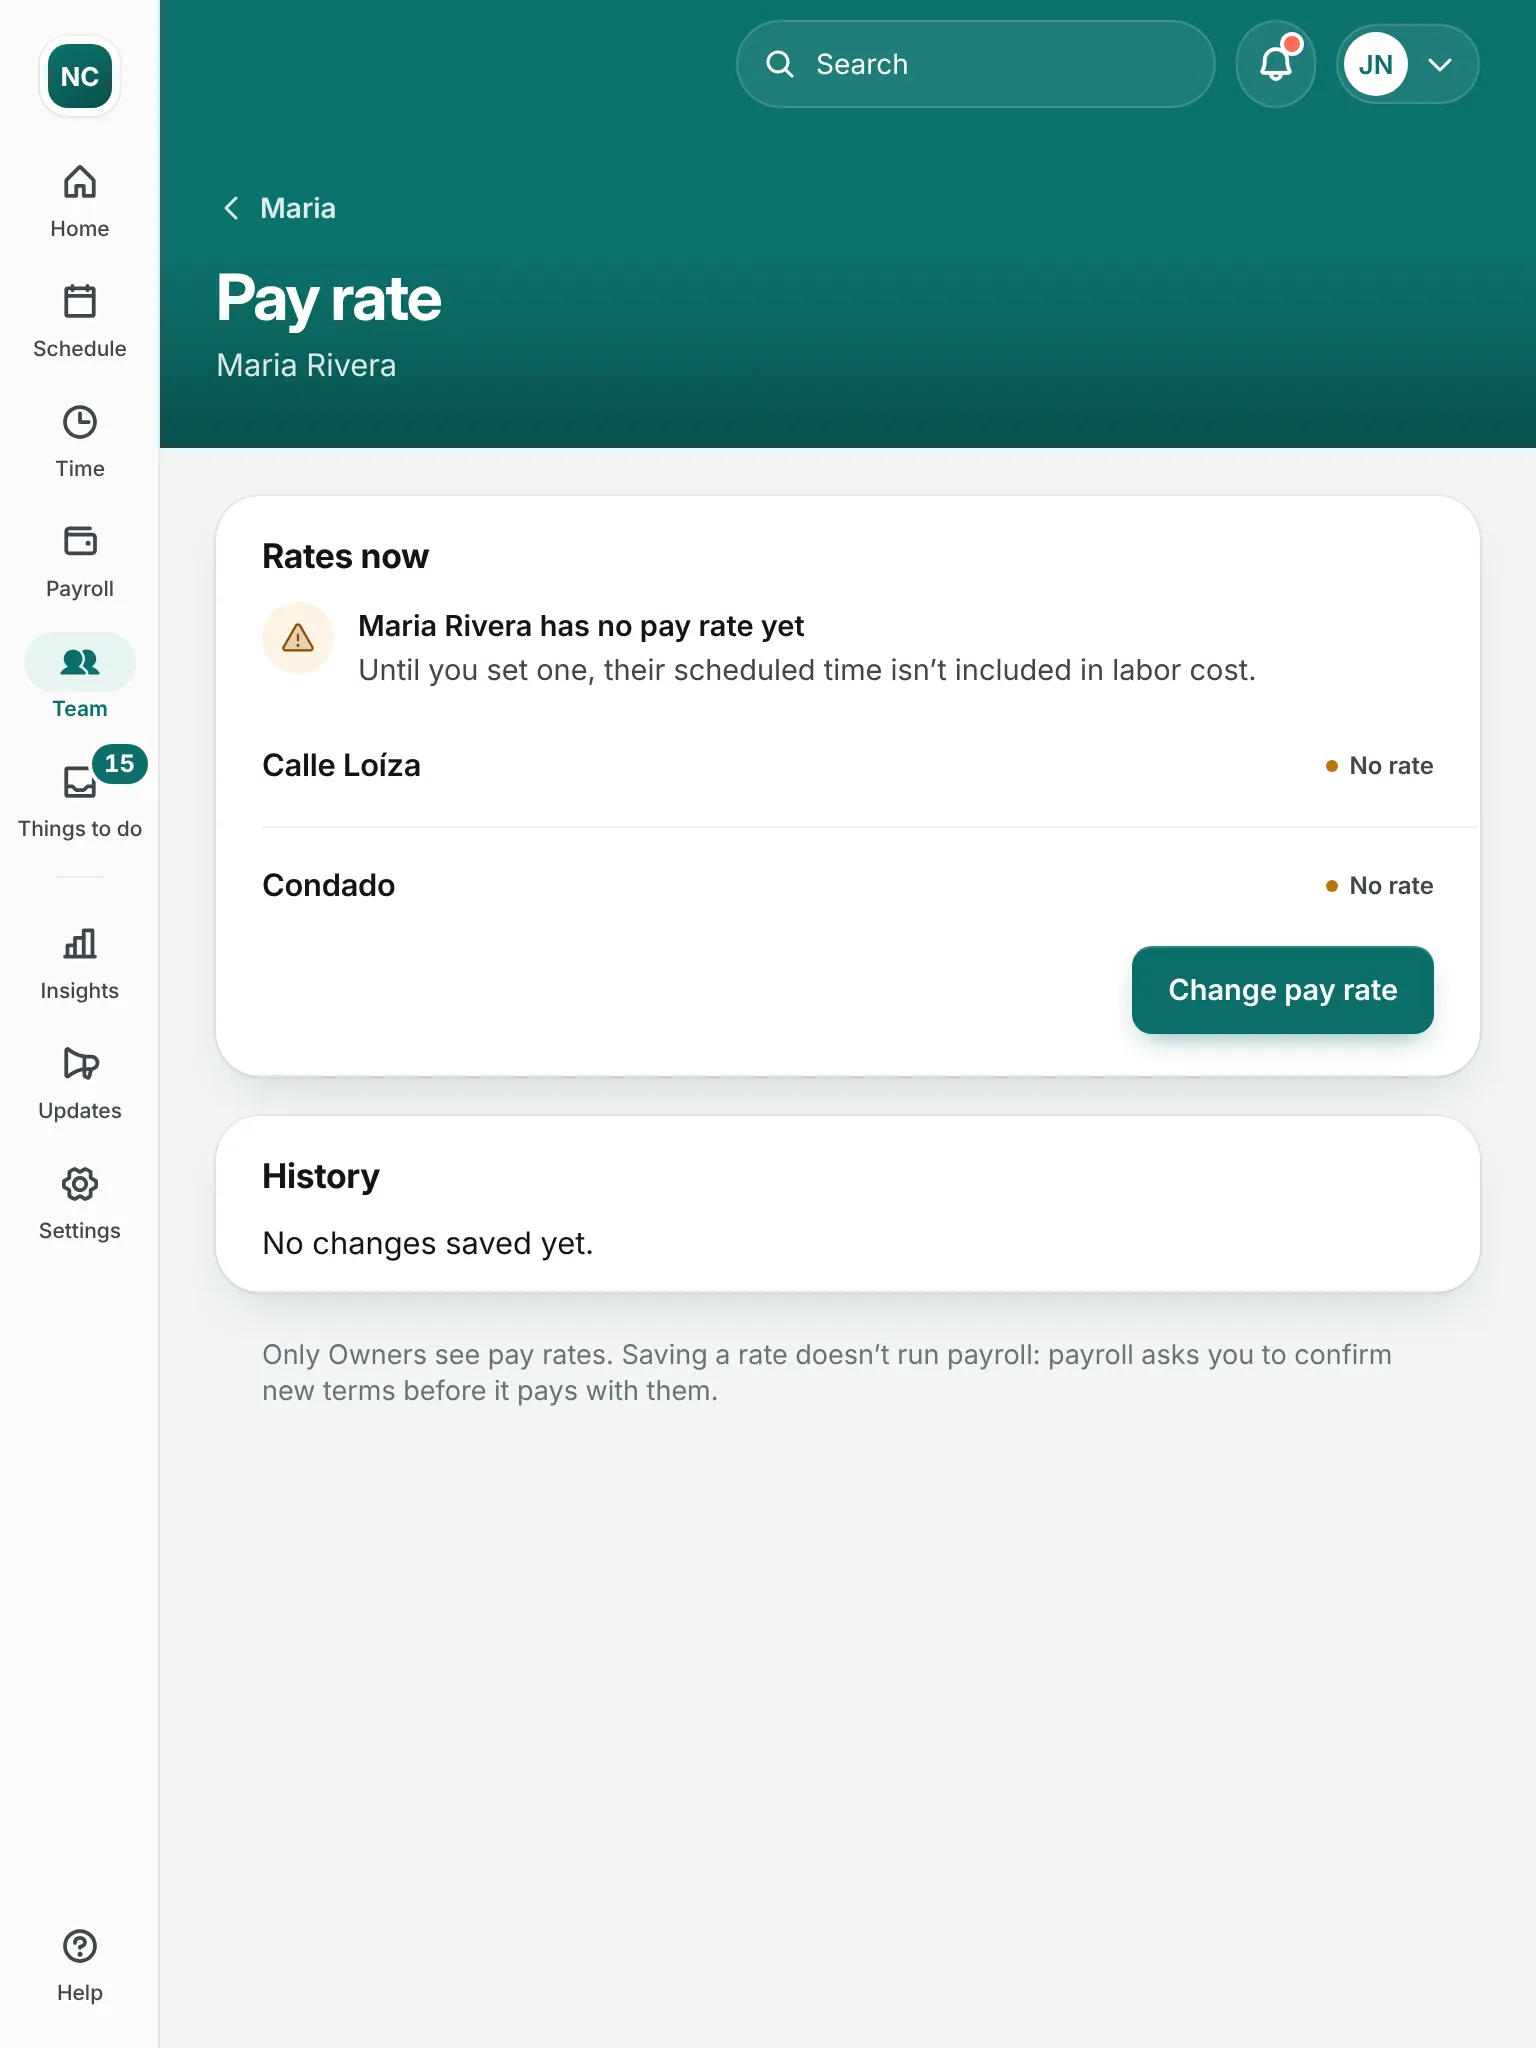 NC
Search
JN
Home
Schedule
Time
Payroll
Team
15
Things to do
Insights
Updates
Settings
Help
Maria
Pay rate
Maria Rivera
Rates now
Maria Rivera has no pay rate yet
Until you set one, their scheduled time isn’t included in labor cost.
Calle Loíza
No rate
Condado
No rate
Change pay rate
History
No changes saved yet.
Only Owners see pay rates. Saving a rate doesn’t run payroll: payroll asks you to confirm
new terms before it pays with them.